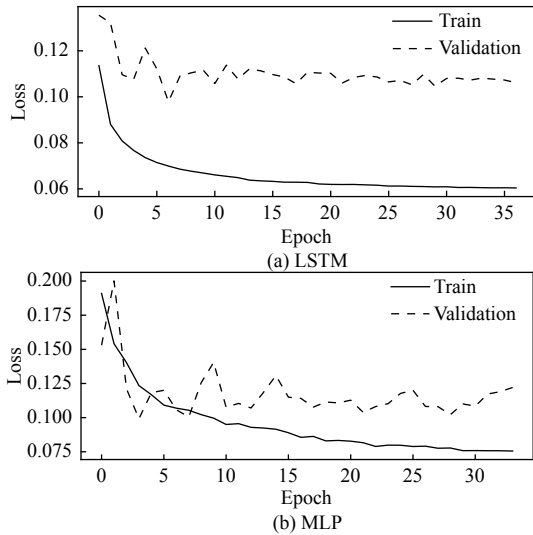 Train
Validation
0.12
0.10
0.08
0.06
Loss
0 5 10 15 20 25 30 35
Epoch
(a) LSTM
0.200
0.175
0.150
0.125
0.100
0.075
Loss
Train
Validation
0 5 10 15 20 25 30
Epoch
(b) MLP